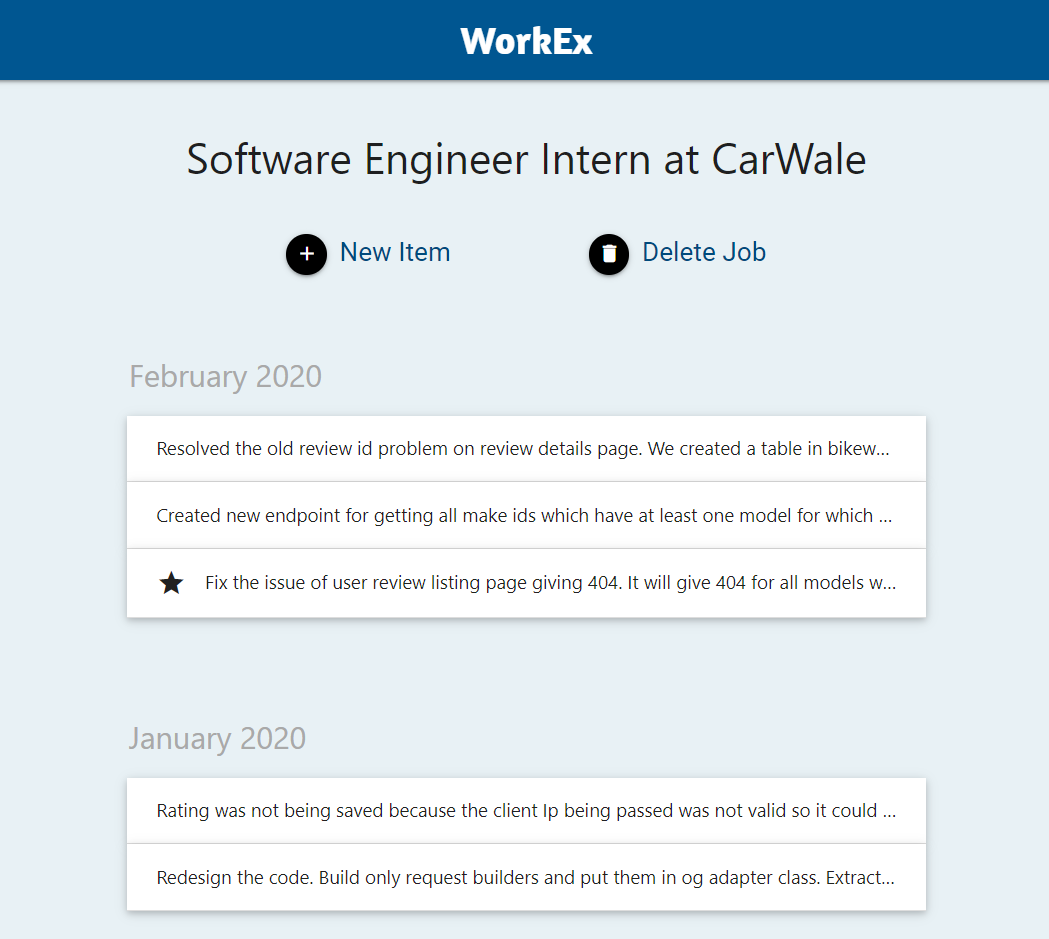 WorkEx
Software Engineer Intern at CarWale
New Item
Delete Job
February 2020
Resolved the old review id problem on review details page. We created a table in bikew...
Created new endpoint for getting all make ids which have at least one model for which ...
Fix the issue of user review listing page giving 404. It will give 404 for all models w...
January 2020
Rating was not being saved because the client Ip being passed was not valid so it could ...
Redesign the code. Build only request builders and put them in og adapter class. Extract...